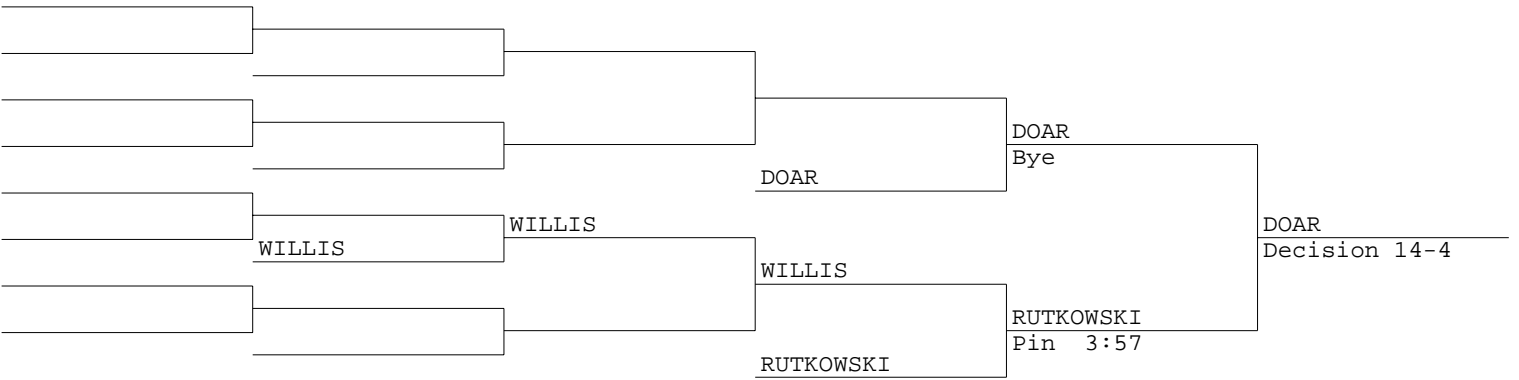 DOAR
Bye
DOAR
WILLIS
WILLIS
DOAR
Decision 14-4
WILLIS
RUTKOWSKI
Pin 3:57
RUTKOWSKI